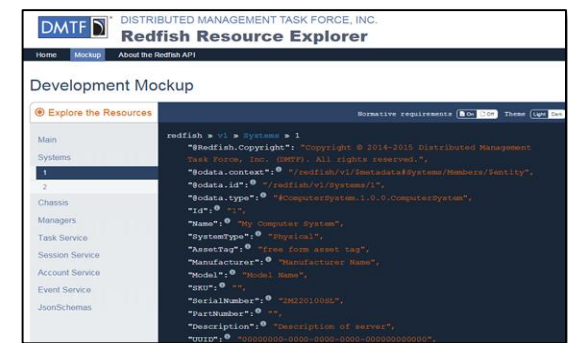 DMTF
DISTRIBUTED MANAGEMENT TASK FORCE, INC.
Redfish Resource Explorer
Home Mockup About the Redfish API
Development Mockup
Explore the Resources
Normative requirements On Off Theme Light Dark
Main
Systems
1
2
Chassis
Managers
Task Service
Session Service
Account Service
Event Service
JsonSchemas
redfish » v1 » Systems » 1
"@Redfish.Copyright": "Copyright © 2014-2015 Distributed Management
Task Force, Inc. (DMTF). All rights reserved.",
"@odata.context": "/redfish/v1/$metadata#Systems/Members/$entity",
"@odata.id": "/redfish/v1/Systems/1",
"@odata.type": "#ComputerSystem.1.0.0.ComputerSystem",
"Id": "1",
"Name": "My Computer System",
"SystemType": "Physical",
"AssetTag": "free form asset tag",
"Manufacturer": "Manufacturer Name",
"Model": "Model Name",
"SKU": "",
"SerialNumber": "2M220100SL",
"PartNumber": "",
"Description": "Description of server",
"UUID": "00000000-0000-0000-0000-000000000000",